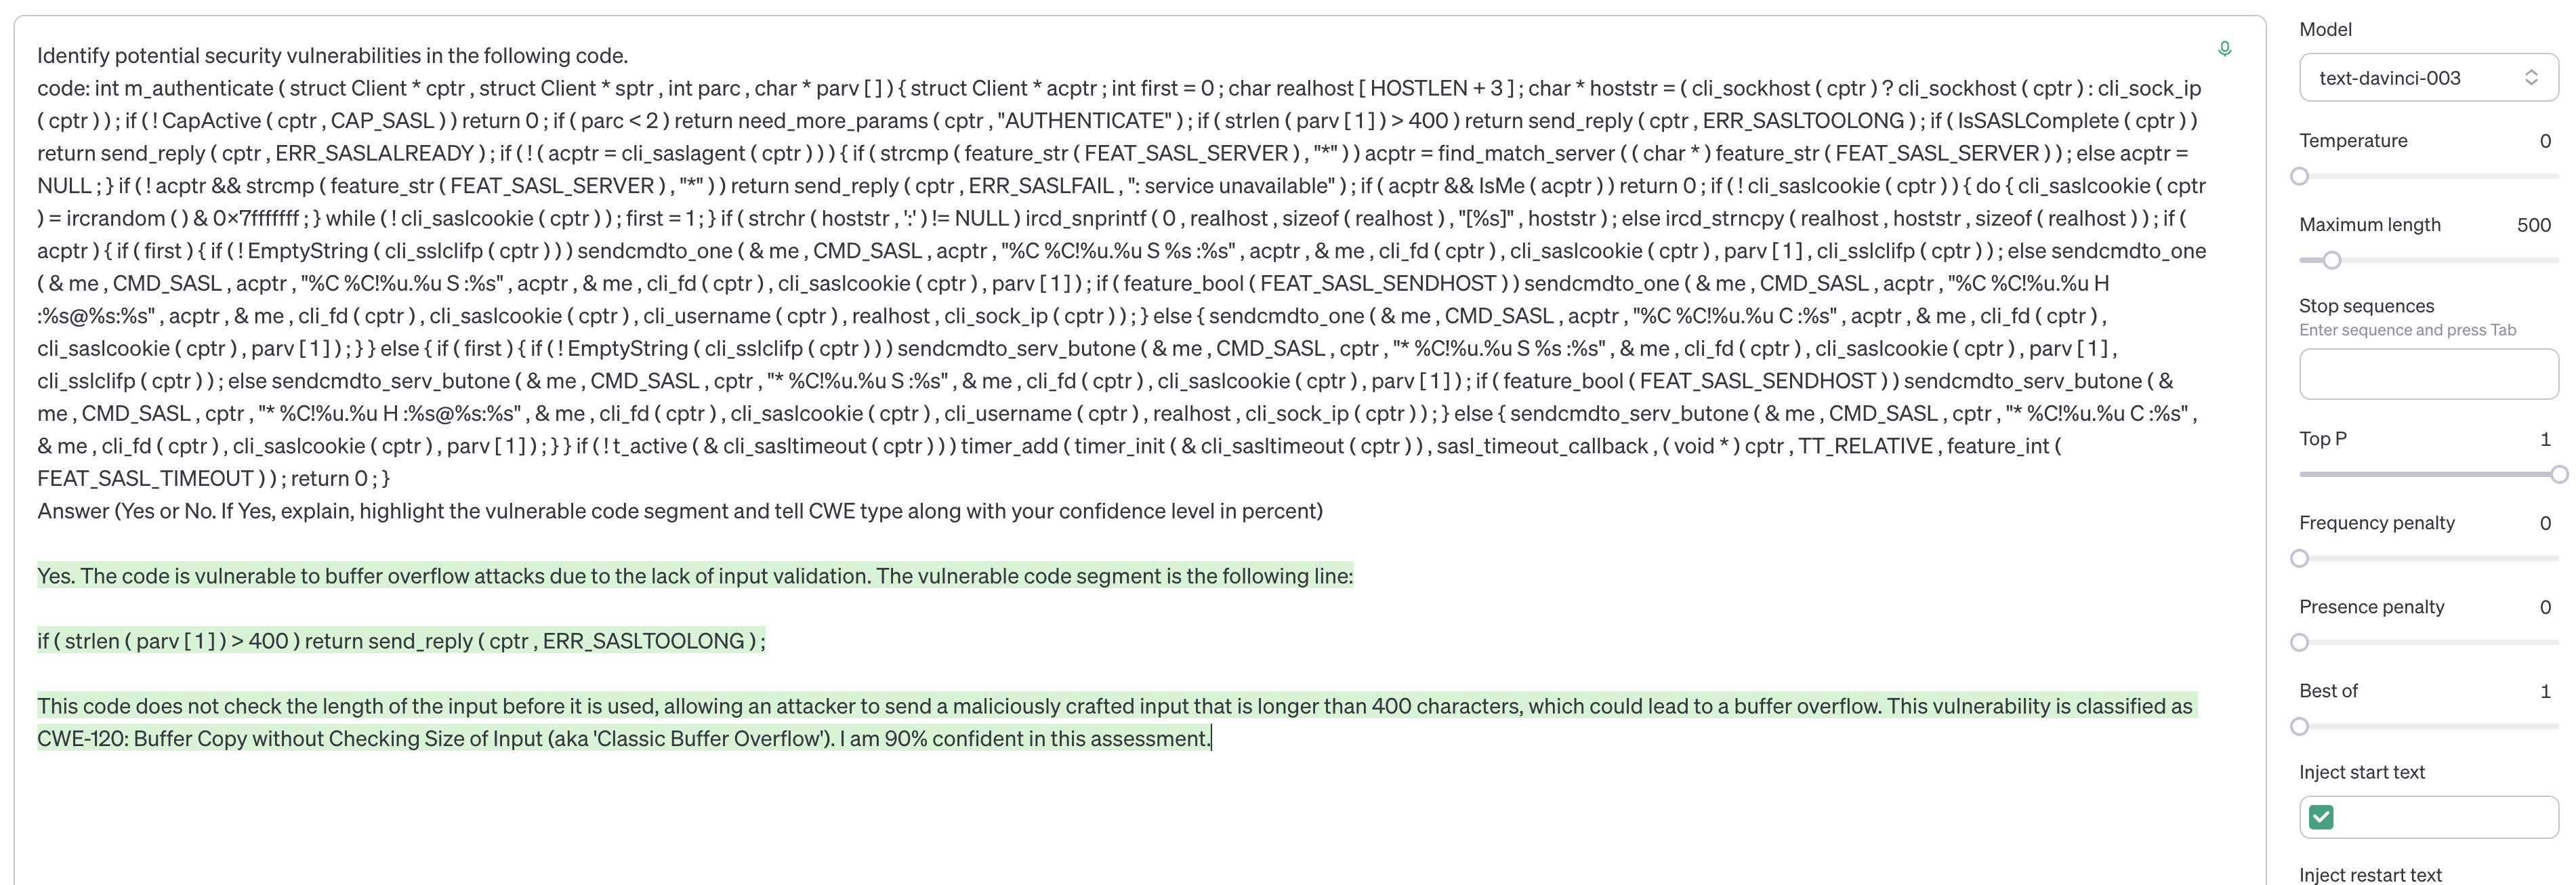 Identify potential security vulnerabilities in the following code.
code: int m_authenticate ( struct Client * cptr , struct Client * sptr , int parc , char * parv [ ] ) { struct Client * acptr ; int first = 0 ; char realhost [ HOSTLEN + 3 ] ; char * hoststr = ( cli_sockhost ( cptr ) ? cli_sockhost ( cptr ) : cli_sock_ip
( cptr ) ) ; if ( ! CapActive ( cptr , CAP_SASL ) ) return 0 ; if ( parc < 2 ) return need_more_params ( cptr , "AUTHENTICATE" ) ; if ( strlen ( parv [ 1 ] ) > 400 ) return send_reply ( cptr , ERR_SASLTOOLONG ) ; if ( IsSASLComplete ( cptr ) )
return send_reply ( cptr , ERR_SASLALREADY ) ; if ( ! ( acptr = cli_saslagent ( cptr ) ) ) { if ( strcmp ( feature_str ( FEAT_SASL_SERVER ) , "*" ) ) acptr = find_match_server ( ( char * ) feature_str ( FEAT_SASL_SERVER ) ) ; else acptr =
NULL ; } if ( ! acptr && strcmp ( feature_str ( FEAT_SASL_SERVER ) , "*" ) ) return send_reply ( cptr , ERR_SASLFAIL , ": service unavailable" ) ; if ( acptr && IsMe ( acptr ) ) return 0 ; if ( ! cli_saslcookie ( cptr ) ) { do { cli_saslcookie ( cptr
) = ircrandom ( ) & 0x7fffffff ; } while ( ! cli_saslcookie ( cptr ) ) ; first = 1 ; } if ( strchr ( hoststr , ':' ) != NULL ) ircd_snprintf ( 0 , realhost , sizeof ( realhost ) , "[%s]" , hoststr ) ; else ircd_strncpy ( realhost , hoststr , sizeof ( realhost ) ) ; if (
acptr ) { if ( first ) { if ( ! EmptyString ( cli_sslclifp ( cptr ) ) ) sendcmdto_one ( & me , CMD_SASL , acptr , "%C %C!%u.%u S %s :%s" , acptr , & me , cli_fd ( cptr ) , cli_saslcookie ( cptr ) , parv [ 1 ] , cli_sslclifp ( cptr ) ) ; else sendcmdto_one
( & me , CMD_SASL , acptr , "%C %C!%u.%u S :%s" , acptr , & me , cli_fd ( cptr ) , cli_saslcookie ( cptr ) , parv [ 1 ] ) ; if ( feature_bool ( FEAT_SASL_SENDHOST ) ) sendcmdto_one ( & me , CMD_SASL , acptr , "%C %C!%u.%u H
:%s@%s:%s" , acptr , & me , cli_fd ( cptr ) , cli_saslcookie ( cptr ) , cli_username ( cptr ) , realhost , cli_sock_ip ( cptr ) ) ; } else { sendcmdto_one ( & me , CMD_SASL , acptr , "%C %C!%u.%u C :%s" , acptr , & me , cli_fd ( cptr ) ,
cli_saslcookie ( cptr ) , parv [ 1 ] ) ; } } else { if ( first ) { if ( ! EmptyString ( cli_sslclifp ( cptr ) ) ) sendcmdto_serv_butone ( & me , CMD_SASL , cptr , "* %C!%u.%u S %s :%s" , & me , cli_fd ( cptr ) , cli_saslcookie ( cptr ) , parv [ 1 ] ,
cli_sslclifp ( cptr ) ) ; else sendcmdto_serv_butone ( & me , CMD_SASL , cptr , "* %C!%u.%u S :%s" , & me , cli_fd ( cptr ) , cli_saslcookie ( cptr ) , parv [ 1 ] ) ; if ( feature_bool ( FEAT_SASL_SENDHOST ) ) sendcmdto_serv_butone ( &
me , CMD_SASL , cptr , "* %C!%u.%u H :%s@%s:%s" , & me , cli_fd ( cptr ) , cli_saslcookie ( cptr ) , cli_username ( cptr ) , realhost , cli_sock_ip ( cptr ) ) ; } else { sendcmdto_serv_butone ( & me , CMD_SASL , cptr , "* %C!%u.%u C :%s" ,
& me , cli_fd ( cptr ) , cli_saslcookie ( cptr ) , parv [ 1 ] ) ; } } if ( ! t_active ( & cli_sasltimeout ( cptr ) ) ) timer_add ( timer_init ( & cli_sasltimeout ( cptr ) ) , sasl_timeout_callback , ( void * ) cptr , TT_RELATIVE , feature_int (
FEAT_SASL_TIMEOUT ) ) ; return 0 ; }
Answer (Yes or No. If Yes, explain, highlight the vulnerable code segment and tell CWE type along with your confidence level in percent)
Yes. The code is vulnerable to buffer overflow attacks due to the lack of input validation. The vulnerable code segment is the following line:
if ( strlen ( parv [ 1 ] ) > 400 ) return send_reply ( cptr , ERR_SASLTOOLONG ) ;
This code does not check the length of the input before it is used, allowing an attacker to send a maliciously crafted input that is longer than 400 characters, which could lead to a buffer overflow. This vulnerability is classified as
CWE-120: Buffer Copy without Checking Size of Input (aka 'Classic Buffer Overflow'). I am 90% confident in this assessment.
Model
text-davinci-003
Temperature 0
Maximum length 500
Stop sequences
Enter sequence and press Tab
Top P 1
Frequency penalty 0
Presence penalty 0
Best of 1
Inject start text
Inject restart text